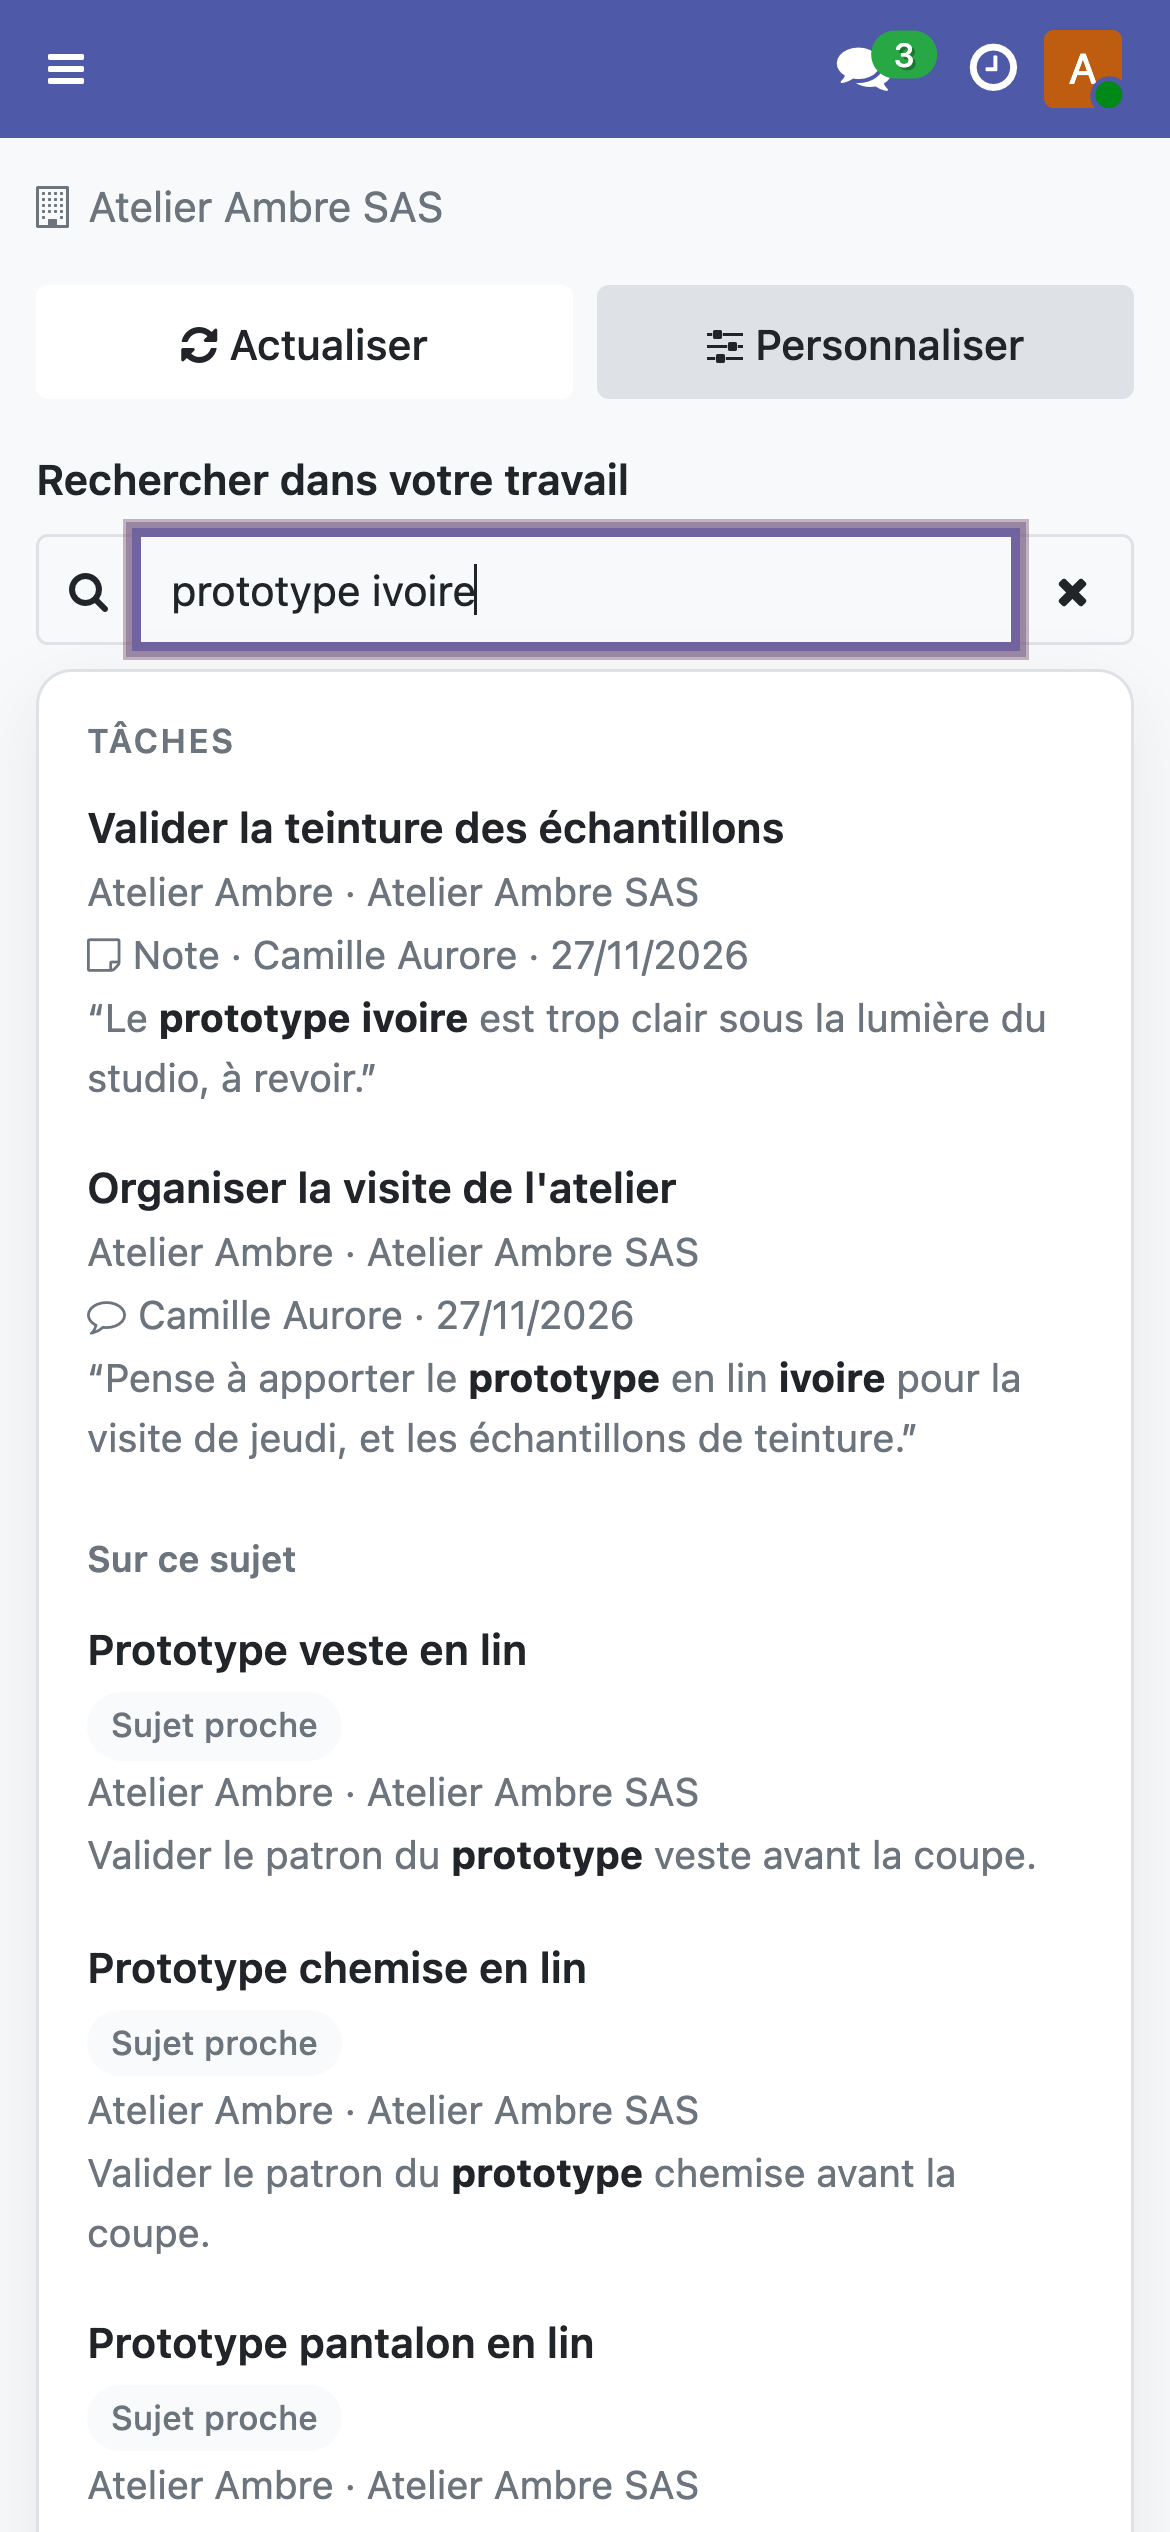 3
A
Atelier Ambre SAS
Actualiser
Personnaliser
Rechercher dans votre travail
prototype ivoire
TÂCHES
Valider la teinture des échantillons
Atelier Ambre · Atelier Ambre SAS
Note · Camille Aurore · 27/11/2026
“Le prototype ivoire est trop clair sous la lumière du
studio, à revoir.”
Organiser la visite de l'atelier
Atelier Ambre · Atelier Ambre SAS
Camille Aurore · 27/11/2026
“Pense à apporter le prototype en lin ivoire pour la
visite de jeudi, et les échantillons de teinture.”
Sur ce sujet
Prototype veste en lin
Sujet proche
Atelier Ambre · Atelier Ambre SAS
Valider le patron du prototype veste avant la coupe.
Prototype chemise en lin
Sujet proche
Atelier Ambre · Atelier Ambre SAS
Valider le patron du prototype chemise avant la
coupe.
Prototype pantalon en lin
Sujet proche
Atelier Ambre · Atelier Ambre SAS